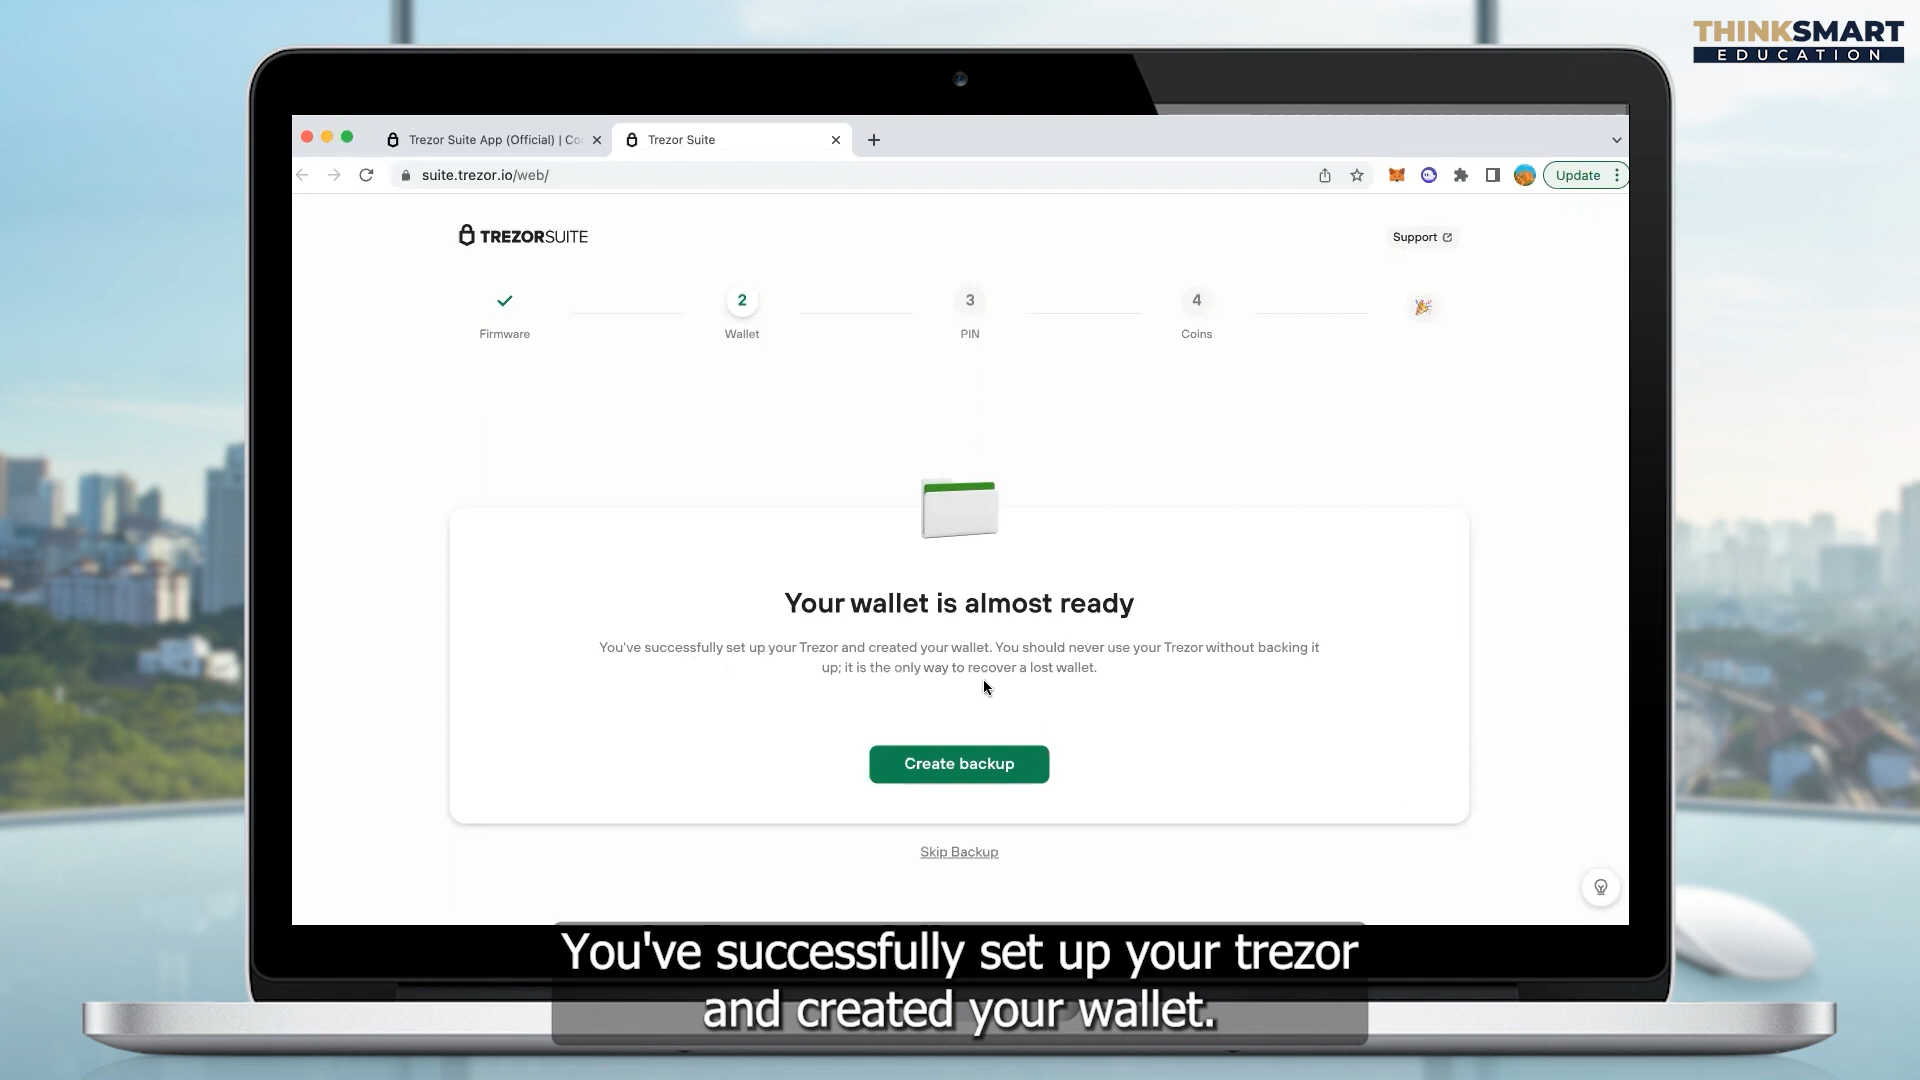 THINKSMART
EDUCATION
Trezor Suite App (Official) | Co
Trezor Suite
suite.trezor.io/web/
Update
TREZORSUITE
Support
2
3
4
Firmware
Wallet
PIN
Coins
Your wallet is almost ready
You've successfully set up your Trezor and created your wallet. You should never use your Trezor without backing it
up; it is the only way to recover a lost wallet.
Create backup
Skip Backup
You've successfully set up your trezor
and created your wallet.